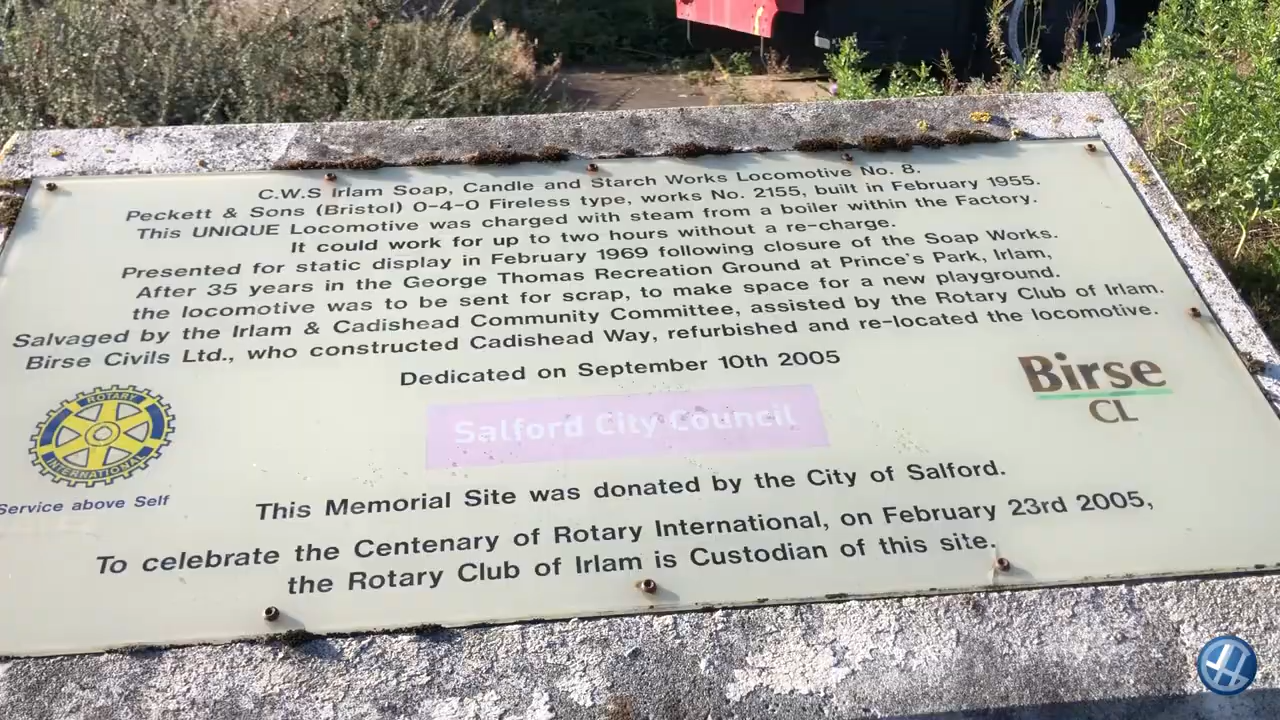 C.W.S Irlam Soap, Candle and Starch Works Locomotive No. 8.
Peckett & Sons (Bristol) 0-4-0 Fireless type, works No. 2155, built in February 1955.
This UNIQUE Locomotive was charged with steam from a boiler within the Factory.
It could work for up to two hours without a re-charge.
Presented for static display in February 1969 following closure of the Soap Works.
After 35 years in the George Thomas Recreation Ground at Prince's Park, Irlam,
the locomotive was to be sent for scrap, to make space for a new playground.
Salvaged by the Irlam & Cadishead Community Committee, assisted by the Rotary Club of Irlam.
Birse Civils Ltd., who constructed Cadishead Way, refurbished and re-located the locomotive.
Dedicated on September 10th 2005
ROTARY
INTERNATIONAL
Service above Self
Salford City Council
Birse
CL
This Memorial Site was donated by the City of Salford.
To celebrate the Centenary of Rotary International, on February 23rd 2005,
the Rotary Club of Irlam is Custodian of this site.